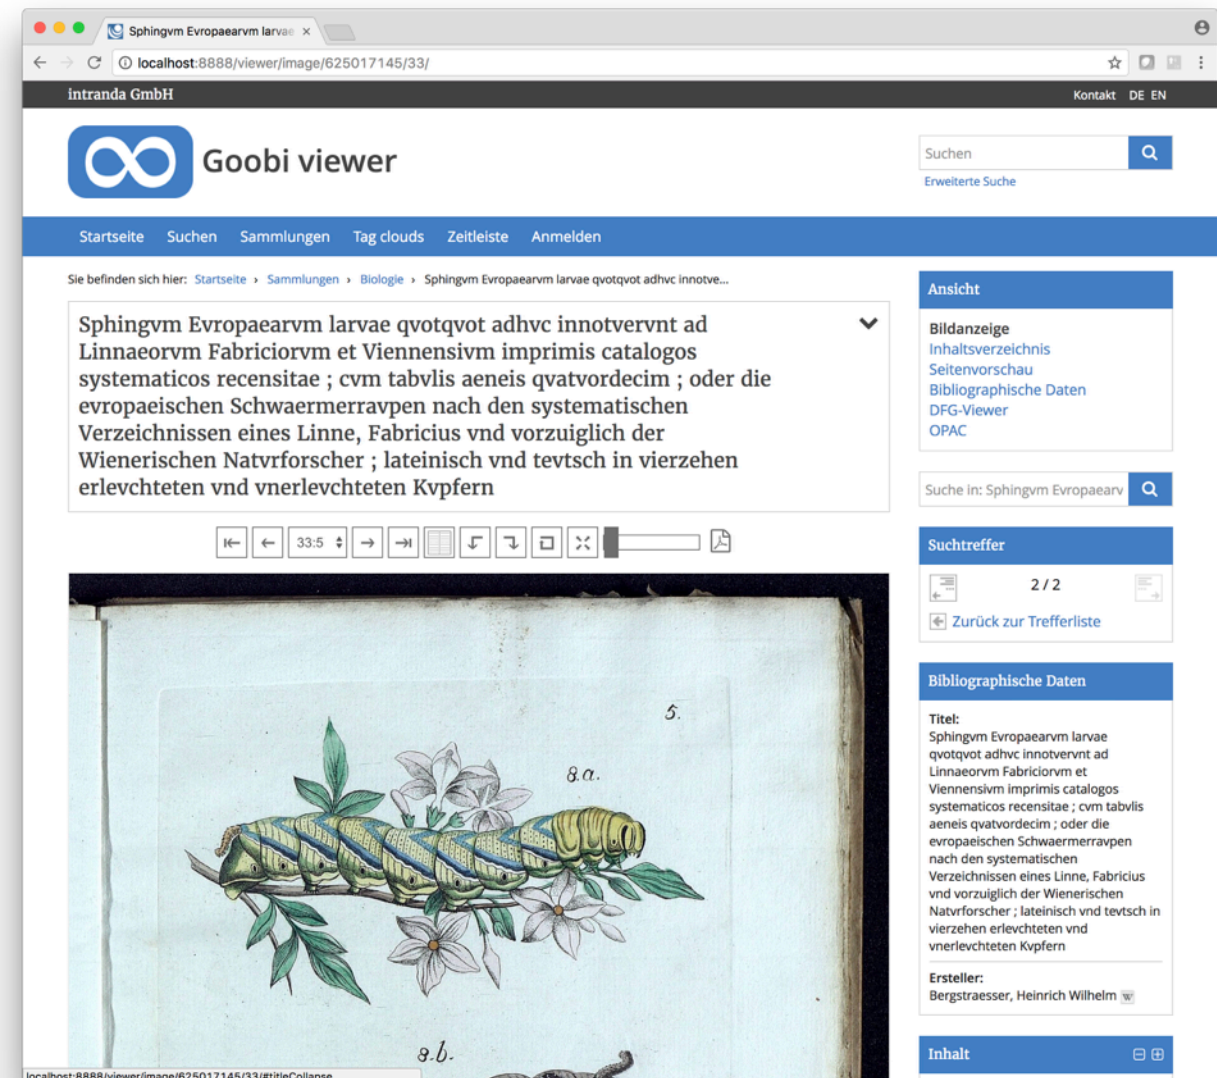 Sphingvm Evropaearvm larvae
localhost:8888/viewer/image/625017145/33/
intranda GmbH
Kontakt DE EN
Goobi viewer
Suchen
Erweiterte Suche
Startseite Suchen Sammlungen Tag clouds Zeitleiste Anmelden
Sie befinden sich hier: Startseite › Sammlungen › Biologie › Sphingvm Evropaearvm larvae qvotqvot adhvc innotve...
Sphingvm Evropaearvm larvae qvotqvot adhvc innotvervnt ad
Linnaeorvm Fabriciorvm et Viennensivm imprimis catalogos
systematicos recensitae ; cvm tabvlis aeneis qvatvordecim ; oder die
evropaeischen Schwaermerravpen nach den systematischen
Verzeichnissen eines Linne, Fabricius vnd vorzuiglich der
Wienerischen Natvrforscher ; lateinisch vnd tevtsch in vierzehen
erlevchteten vnd vnerlevchteten Kvpfern
33:5
5.
8.a.
8.b.
localhost:8888/viewer/image/625017145/33/#titleCollapse
Ansicht
Bildanzeige
Inhaltsverzeichnis
Seitenvorschau
Bibliographische Daten
DFG-Viewer
OPAC
Suche in: Sphingvm Evropaearv
Suchtreffer
2 / 2
Zurück zur Trefferliste
Bibliographische Daten
Titel:
Sphingvm Evropaearvm larvae
qvotqvot adhvc innotvervnt ad
Linnaeorvm Fabriciorvm et
Viennensivm imprimis catalogos
systematicos recensitae ; cvm tabvlis
aeneis qvatvordecim ; oder die
evropaeischen Schwaermerravpen
nach den systematischen
Verzeichnissen eines Linne, Fabricius
vnd vorzuiglich der Wienerischen
Natvrforscher ; lateinisch vnd tevtsch in
vierzehen erlevchteten vnd
vnerlevchteten Kvpfern
Ersteller:
Bergstraesser, Heinrich Wilhelm W
Inhalt